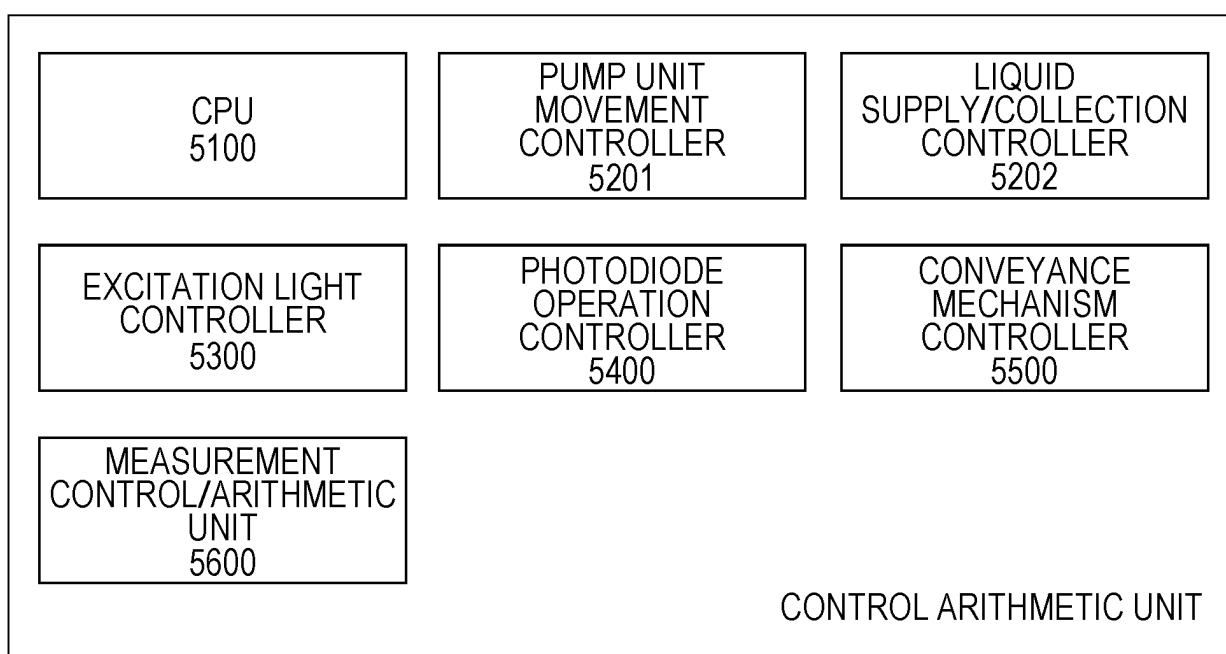 CPU
5100
PUMP UNIT
MOVEMENT
CONTROLLER
5201
LIQUID
SUPPLY/COLLECTION
CONTROLLER
5202
EXCITATION LIGHT
CONTROLLER
5300
PHOTODIODE
OPERATION
CONTROLLER
5400
CONVEYANCE
MECHANISM
CONTROLLER
5500
MEASUREMENT
CONTROL/ARITHMETIC
UNIT
5600
CONTROL ARITHMETIC UNIT